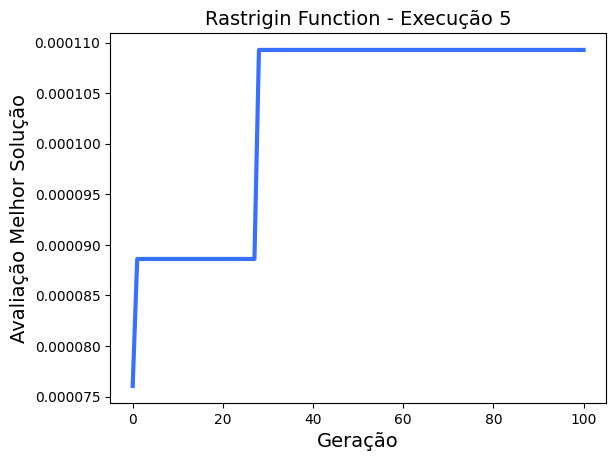 Rastrigin Function - Execução 5
Avaliação Melhor Solução
0.000110
0.000105
0.000100
0.000095
0.000090
0.000085
0.000080
0.000075
0 20 40 60 80 100
Geração